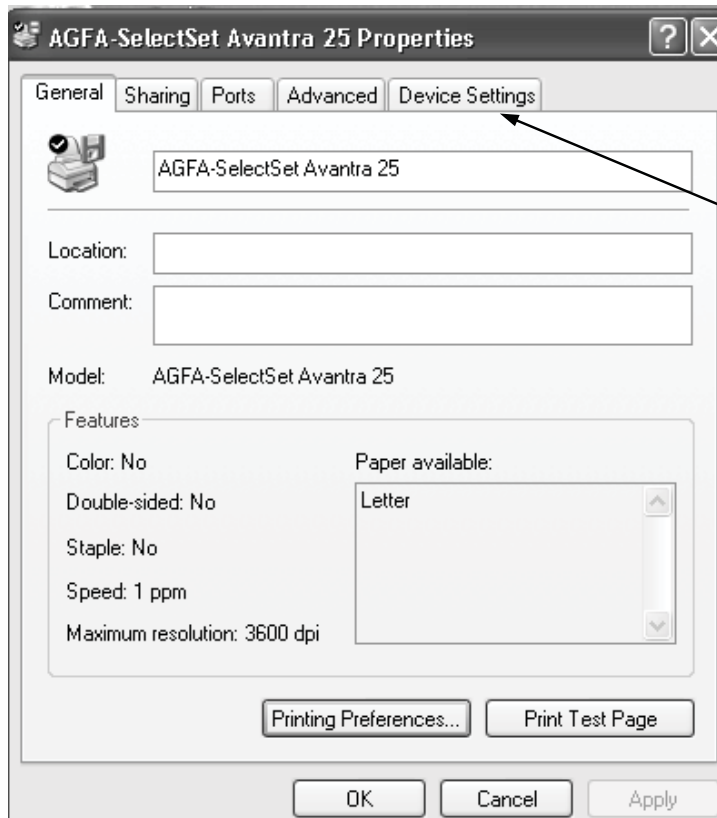 AGFA-SelectSet Avantra 25 Properties
General Sharing Ports Advanced Device Settings
AGFA-SelectSet Avantra 25
Location:
Comment:
Model: AGFA-SelectSet Avantra 25
Features
Color: No
Double-sided: No
Staple: No
Speed: 1 ppm
Maximum resolution: 3600 dpi
Paper available:
Letter
Printing Preferences... Print Test Page
OK Cancel Apply